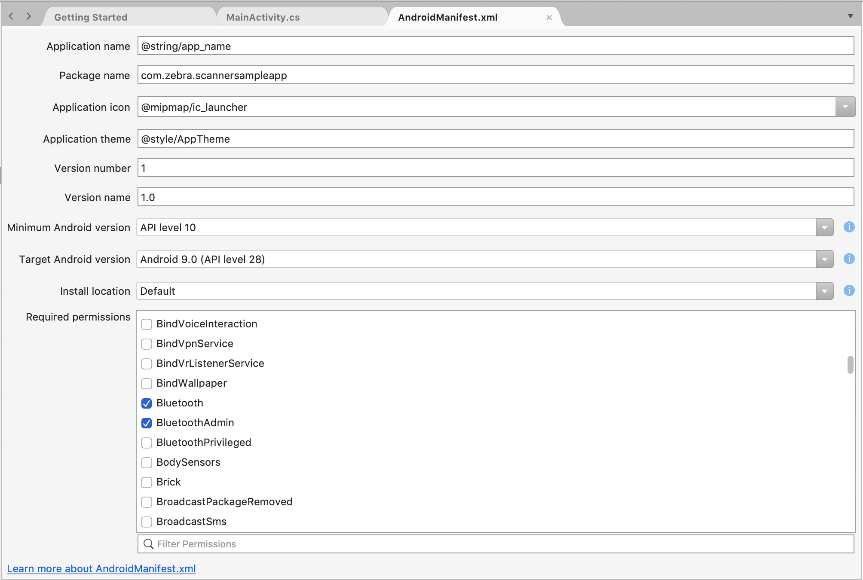 Getting Started MainActivity.cs AndroidManifest.xml
Application name @string/app_name
Package name com.zebra.scannersampleapp
Application icon @mipmap/ic_launcher
Application theme @style/AppTheme
Version number 1
Version name 1.0
Minimum Android version API level 10
Target Android version Android 9.0 (API level 28)
Install location Default
Required permissions
BindVoiceInteraction
BindVpnService
BindVrListenerService
BindWallpaper
Bluetooth
BluetoothAdmin
BluetoothPrivileged
BodySensors
Brick
BroadcastPackageRemoved
BroadcastSms
Filter Permissions
Learn more about AndroidManifest.xml